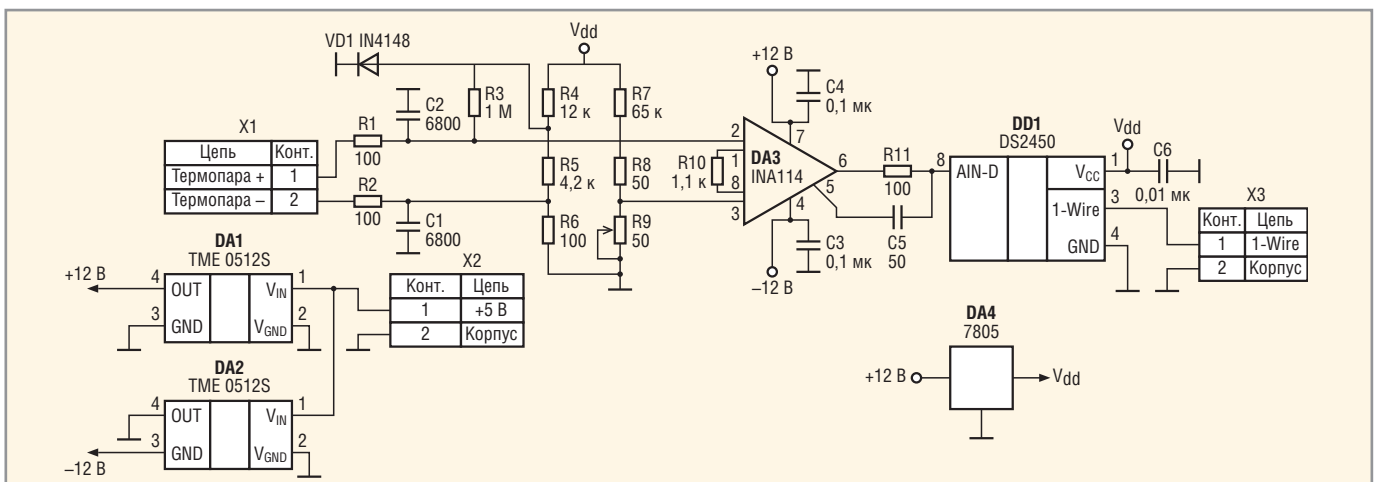 VD1 IN4148
Vdd
+12 В
C4
0,1 мк
C2
6800
R3
1 М
R4
12 к
R7
65 к
X1
Цепь Конт.
Термопара + 1
Термопара – 2
R1
100
R2
100
C1
6800
R5
4,2 к
R6
100
R8
50
R9
50
R10
1,1 к
2
1
8
3
7
DA3
INA114
6
5
4
R11
100
C5
50
C3
0,1 мк
–12 В
DD1
DS2450
8 AIN-D
VCC 1
1-Wire 3
GND 4
Vdd
C6
0,01 мк
X3
Конт. Цепь
1 1-Wire
2 Корпус
DA1
TME 0512S
+12 В
4 OUT VIN 1
3 GND VGND 2
X2
Конт. Цепь
1 +5 В
2 Корпус
DA2
TME 0512S
4 OUT VIN 1
3 GND VGND 2
–12 В
DA4
7805
+12 В
Vdd